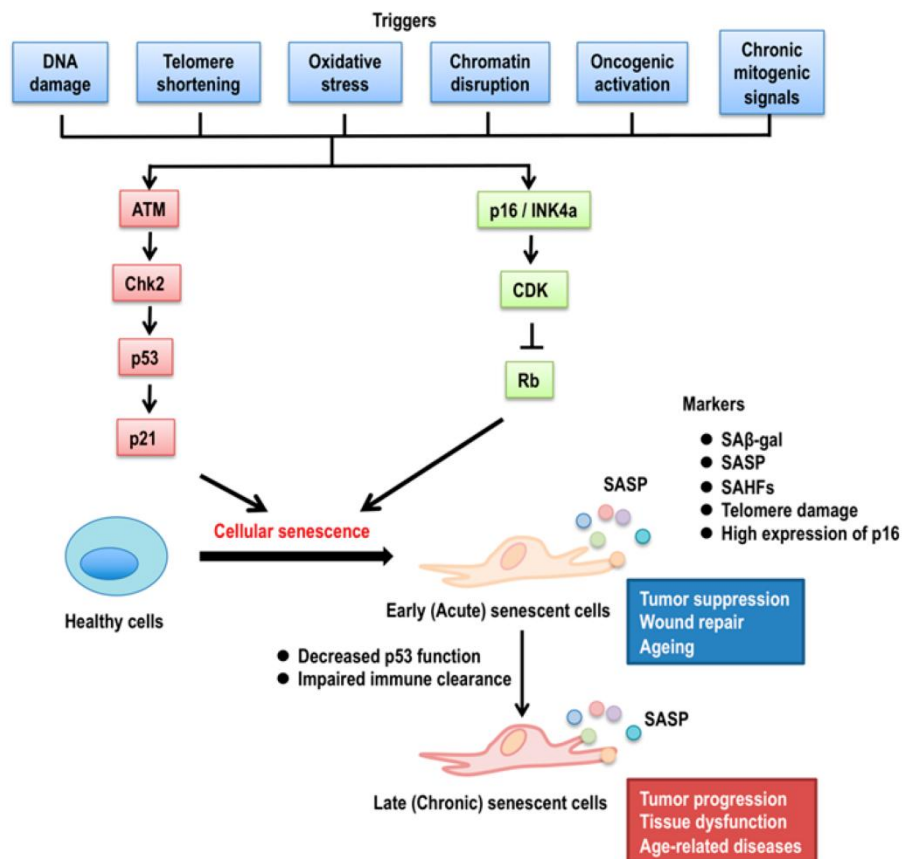 Triggers
DNA
damage
Telomere
shortening
Oxidative
stress
Chromatin
disruption
Oncogenic
activation
Chronic
mitogenic
signals
ATM
Chk2
p53
p21
p16 / INK4a
CDK
Rb
Markers
● SAβ-gal
● SASP
● SAHFs
● Telomere damage
● High expression of p16
Cellular senescence
SASP
Healthy cells
Early (Acute) senescent cells
Tumor suppression
Wound repair
Ageing
● Decreased p53 function
● Impaired immune clearance
SASP
Late (Chronic) senescent cells
Tumor progression
Tissue dysfunction
Age-related diseases